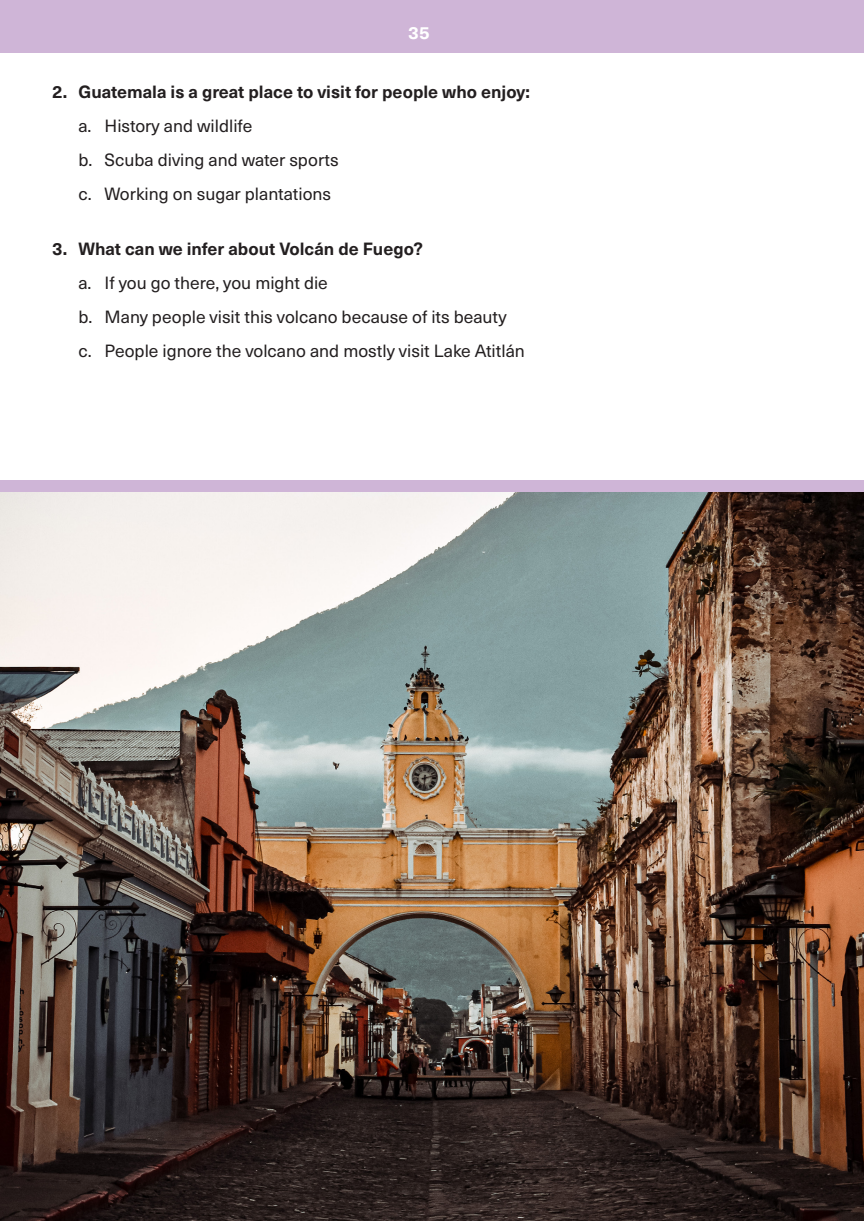 35
2. Guatemala is a great place to visit for people who enjoy:
a. History and wildlife
b. Scuba diving and water sports
c. Working on sugar plantations
3. What can we infer about Volcán de Fuego?
a. If you go there, you might die
b. Many people visit this volcano because of its beauty
c. People ignore the volcano and mostly visit Lake Atitlán